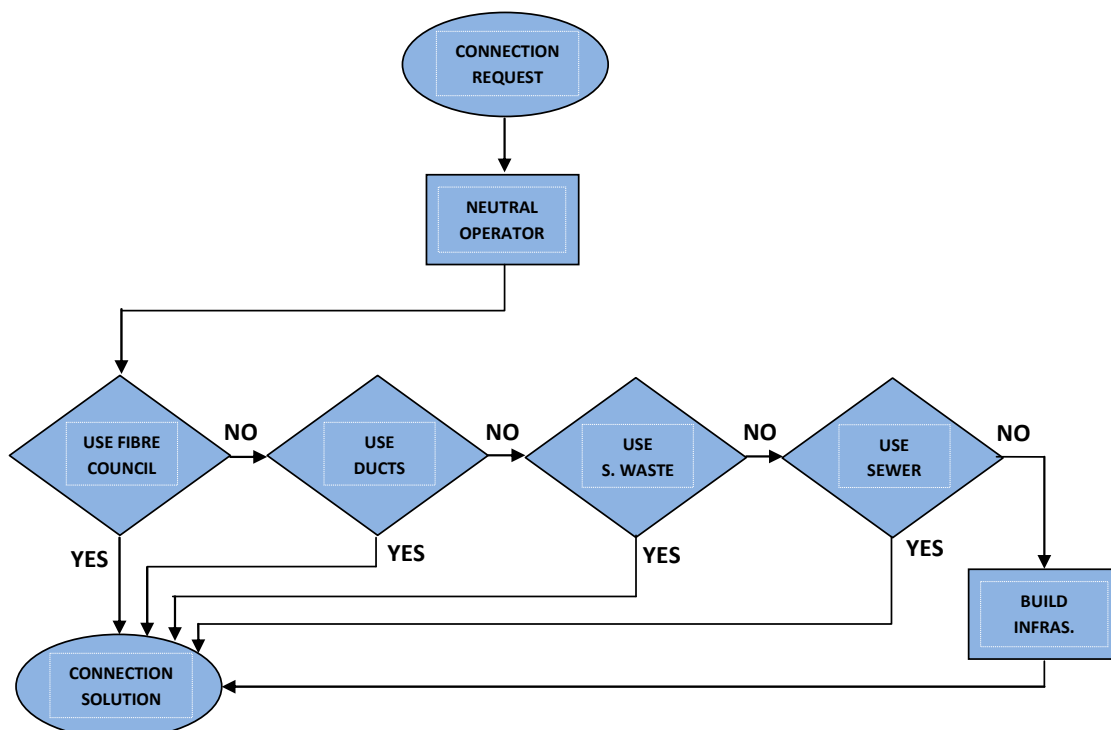 CONNECTION
REQUEST
NEUTRAL
OPERATOR
USE FIBRE
COUNCIL
NO
USE
DUCTS
NO
USE
S. WASTE
NO
USE
SEWER
NO
YES
YES
YES
YES
BUILD
INFRAS.
CONNECTION
SOLUTION